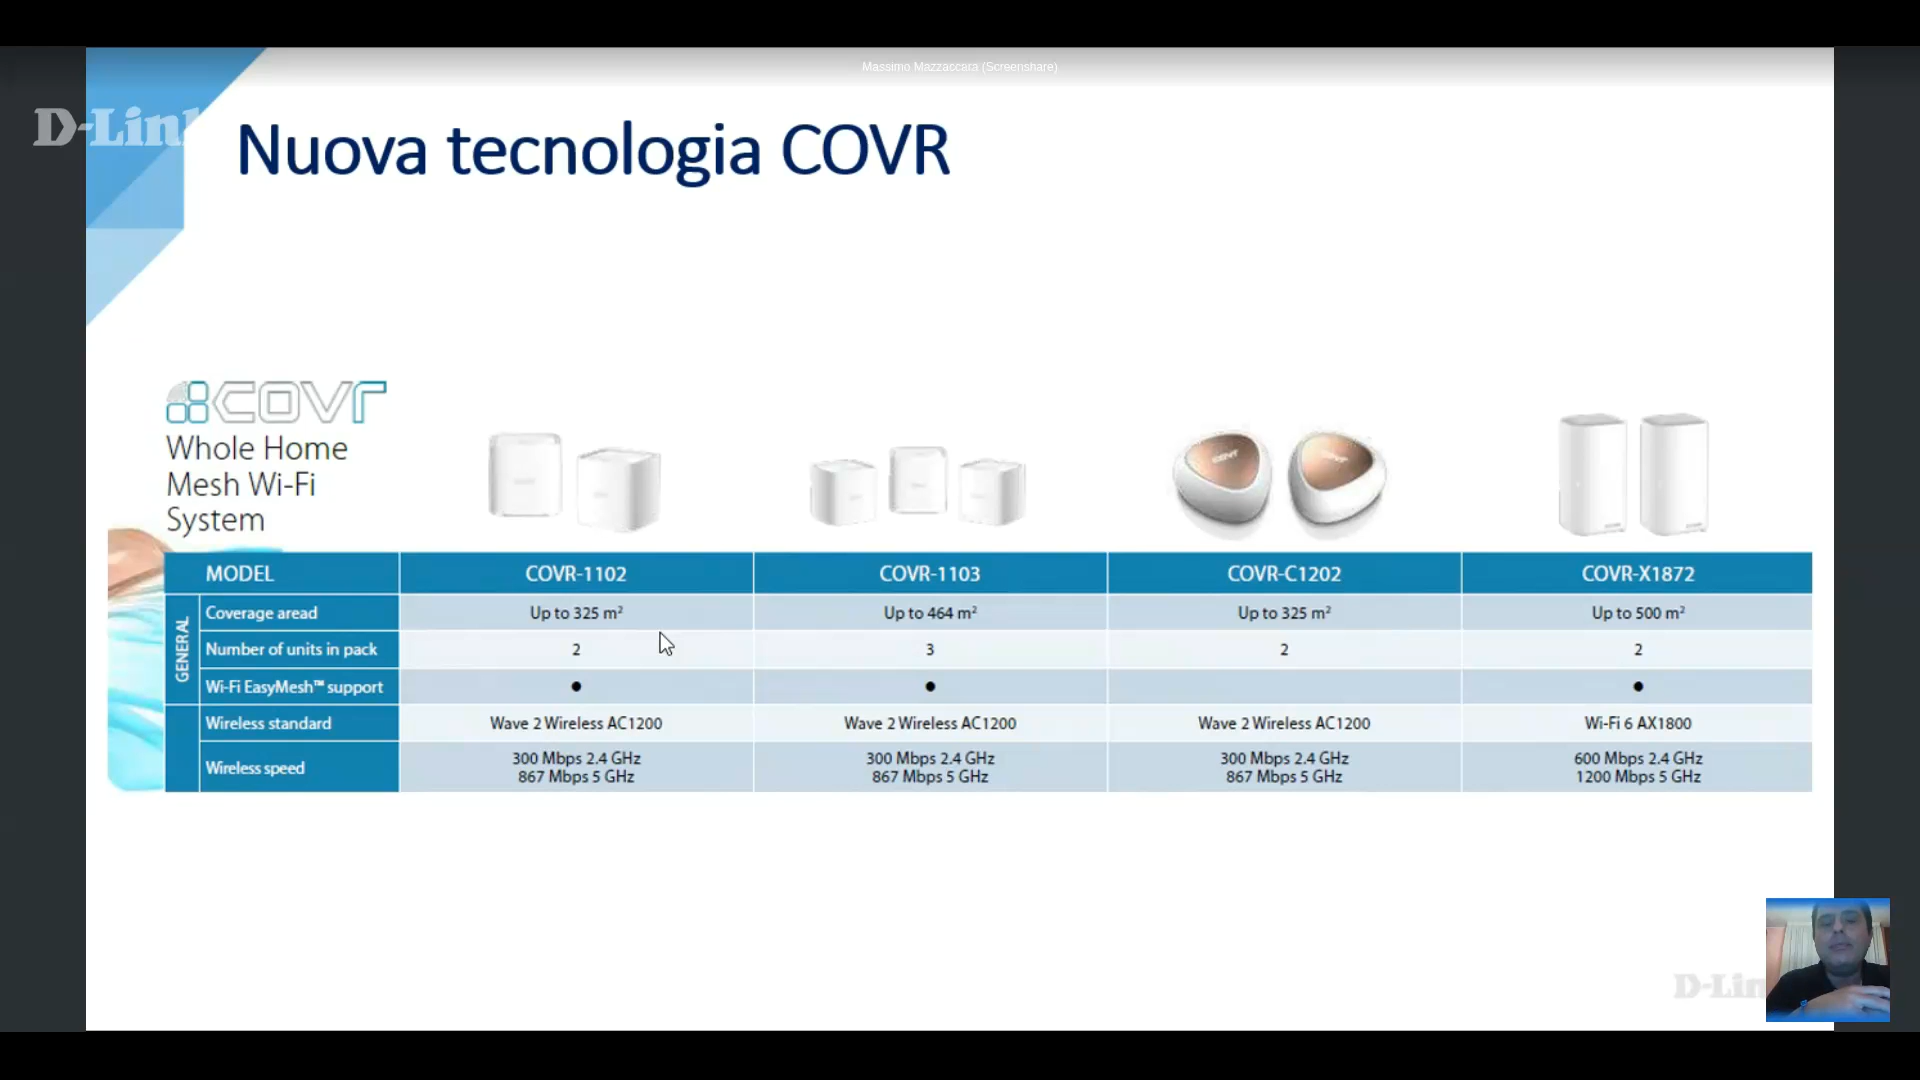 Massimo Mazzaccara (Screenshare)
D-Link
Nuova tecnologia COVR
covr
Whole Home
Mesh Wi-Fi
System
MODEL COVR-1102 COVR-1103 COVR-C1202 COVR-X1872
GENERAL
Coverage aread Up to 325 m² Up to 464 m² Up to 325 m² Up to 500 m²
Number of units in pack 2 3 2 2
Wi-Fi EasyMesh™ support ● ● ●
Wireless standard Wave 2 Wireless AC1200 Wave 2 Wireless AC1200 Wave 2 Wireless AC1200 Wi-Fi 6 AX1800
Wireless speed 300 Mbps 2.4 GHz 300 Mbps 2.4 GHz 300 Mbps 2.4 GHz 600 Mbps 2.4 GHz
867 Mbps 5 GHz 867 Mbps 5 GHz 867 Mbps 5 GHz 1200 Mbps 5 GHz
D-Lin